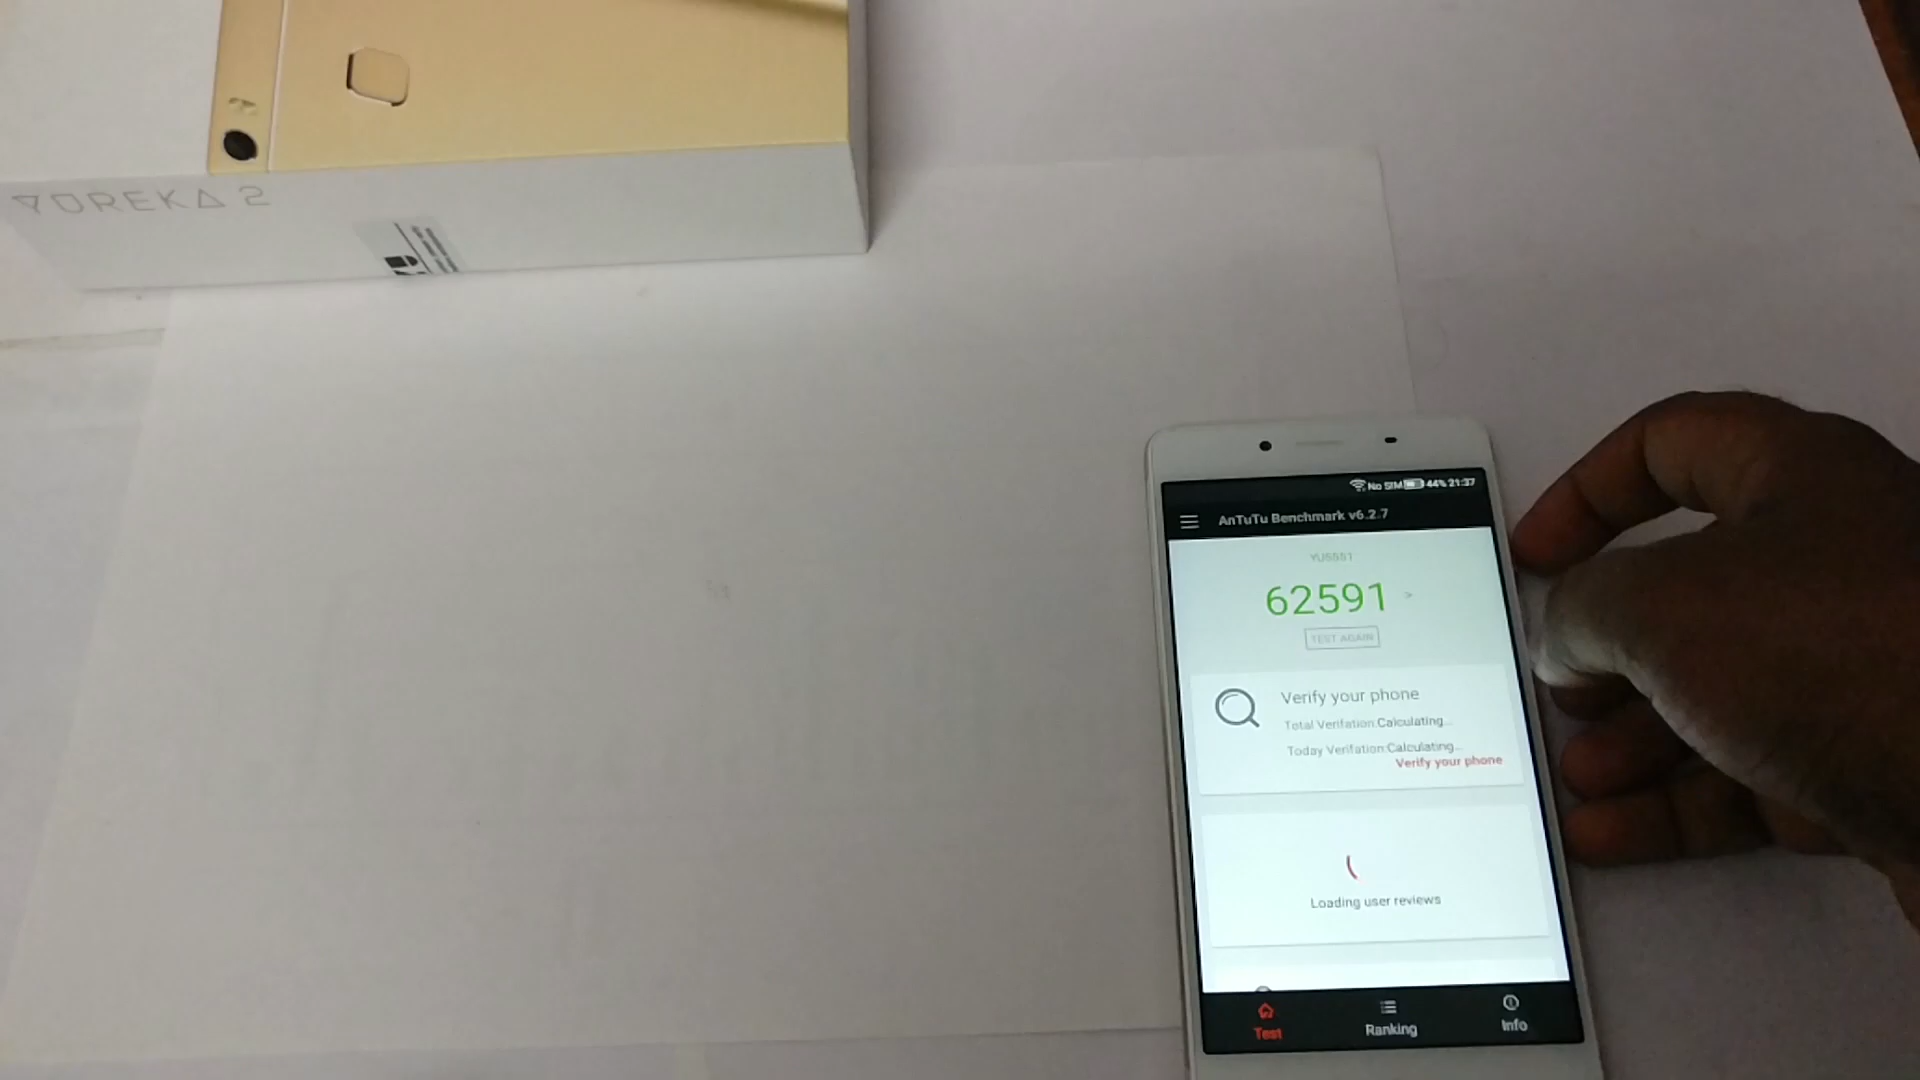 YUREKA 2
No SIM 44% 21:37
AnTuTu Benchmark v6.2.7
YU5551
62591 >
TEST AGAIN
Verify your phone
Total Verifation:Calculating...
Today Verifation:Calculating...
Verify your phone
Loading user reviews
Test
Ranking
Info